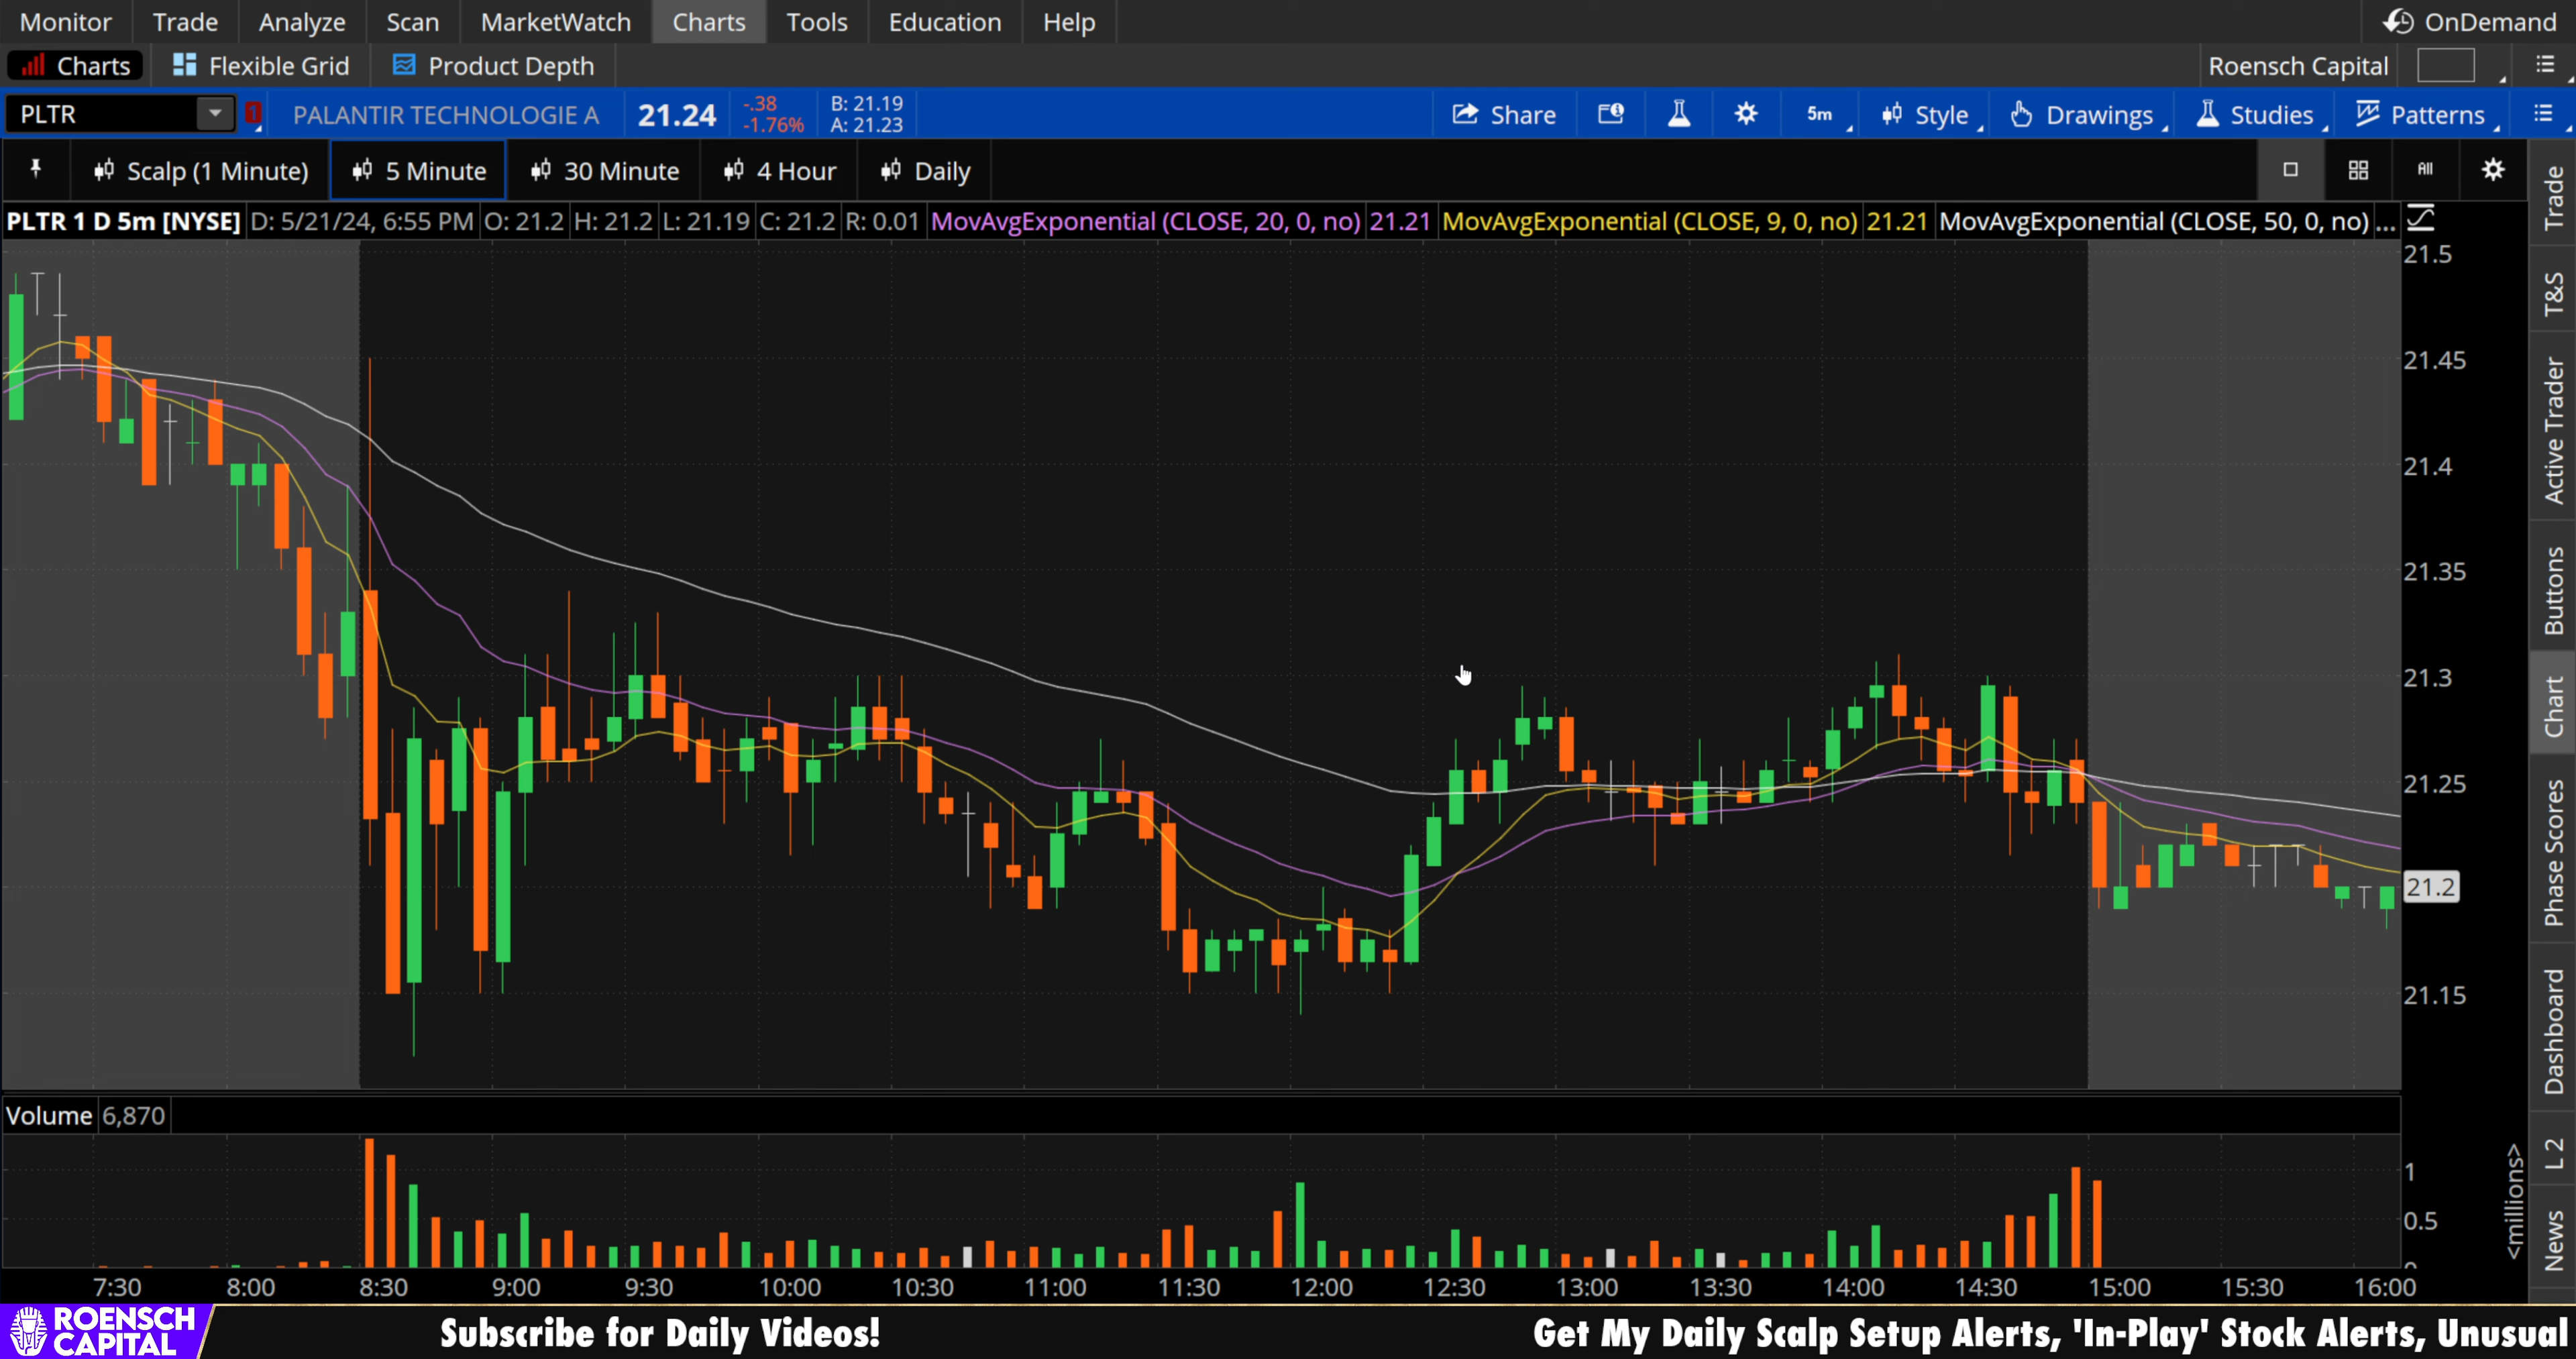 Monitor Trade Analyze Scan MarketWatch Charts Tools Education Help OnDemand
Charts Flexible Grid Product Depth Roensch Capital
PLTR 1 PALANTIR TECHNOLOGIE A 21.24 -.38 B: 21.19 Share 5m Style Drawings Studies Patterns
-1.76% A: 21.23
Scalp (1 Minute) 5 Minute 30 Minute 4 Hour Daily All
PLTR 1 D 5m [NYSE] D: 5/21/24, 6:55 PM O: 21.2 H: 21.2 L: 21.19 C: 21.2 R: 0.01 MovAvgExponential (CLOSE, 20, 0, no) 21.21 MovAvgExponential (CLOSE, 9, 0, no) 21.21 MovAvgExponential (CLOSE, 50, 0, no) ...
21.5
21.45
21.4
21.35
21.3
21.25
21.2
21.15
Volume 6,870
1
0.5
0
<millions>
7:30 8:00 8:30 9:00 9:30 10:00 10:30 11:00 11:30 12:00 12:30 13:00 13:30 14:00 14:30 15:00 15:30 16:00
Trade
T&S
Active Trader
Buttons
Chart
Phase Scores
Dashboard
L 2
News
ROENSCH
CAPITAL
Subscribe for Daily Videos!
Get My Daily Scalp Setup Alerts, 'In-Play' Stock Alerts, Unusual